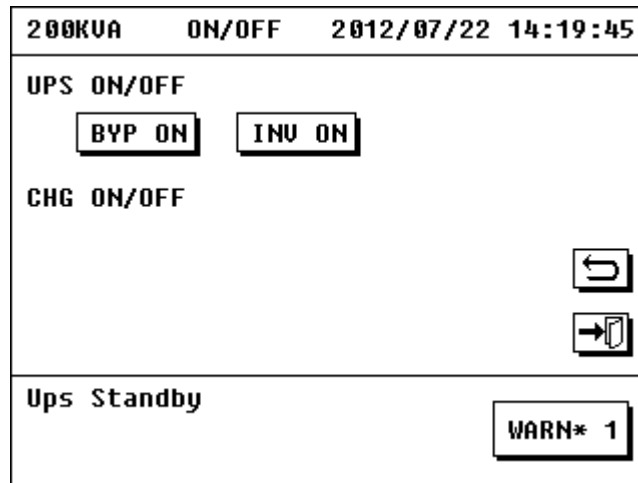 200KVA ON/OFF 2012/07/22 14:19:45
UPS ON/OFF
BYP ON INV ON
CHG ON/OFF
Ups Standby
WARN* 1